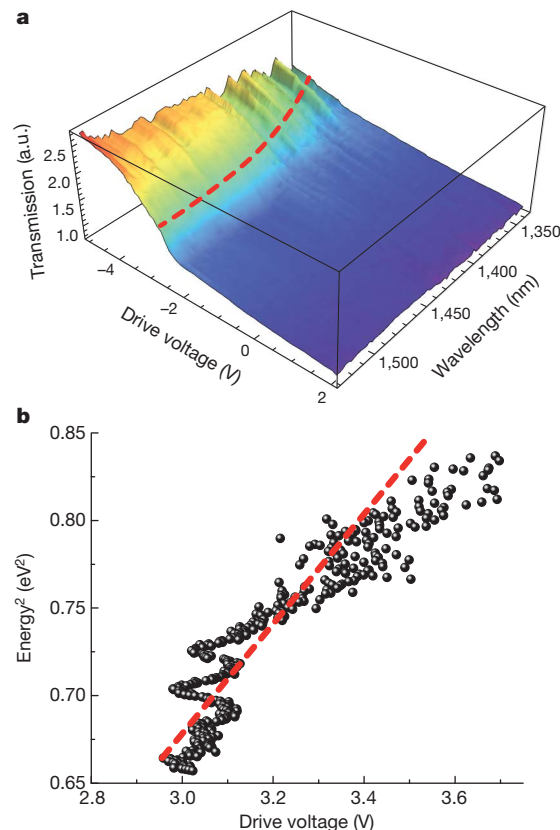 a
Transmission (a.u.)
2.5
2.0
1.5
1.0
–4
–2
0
2
Drive voltage (V)
1,350
1,400
1,450
1,500
Wavelength (nm)
b
0.85
0.80
0.75
0.70
0.65
Energy² (eV²)
2.8 3.0 3.2 3.4 3.6
Drive voltage (V)